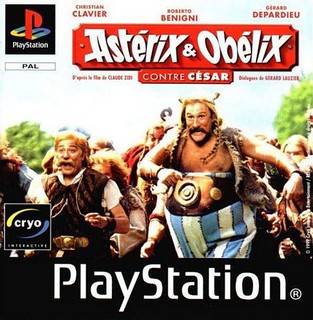 CHRISTIAN CLAVIER
ROBERTO BENIGNI
GÉRARD DEPARDIEU
PlayStation
PAL
Astérix & Obélix
CONTRE CÉSAR
D'après le film de CLAUDE ZIDI
Dialogues de GÉRARD LAUZIER
cryo
INTERACTIVE
PlayStation®